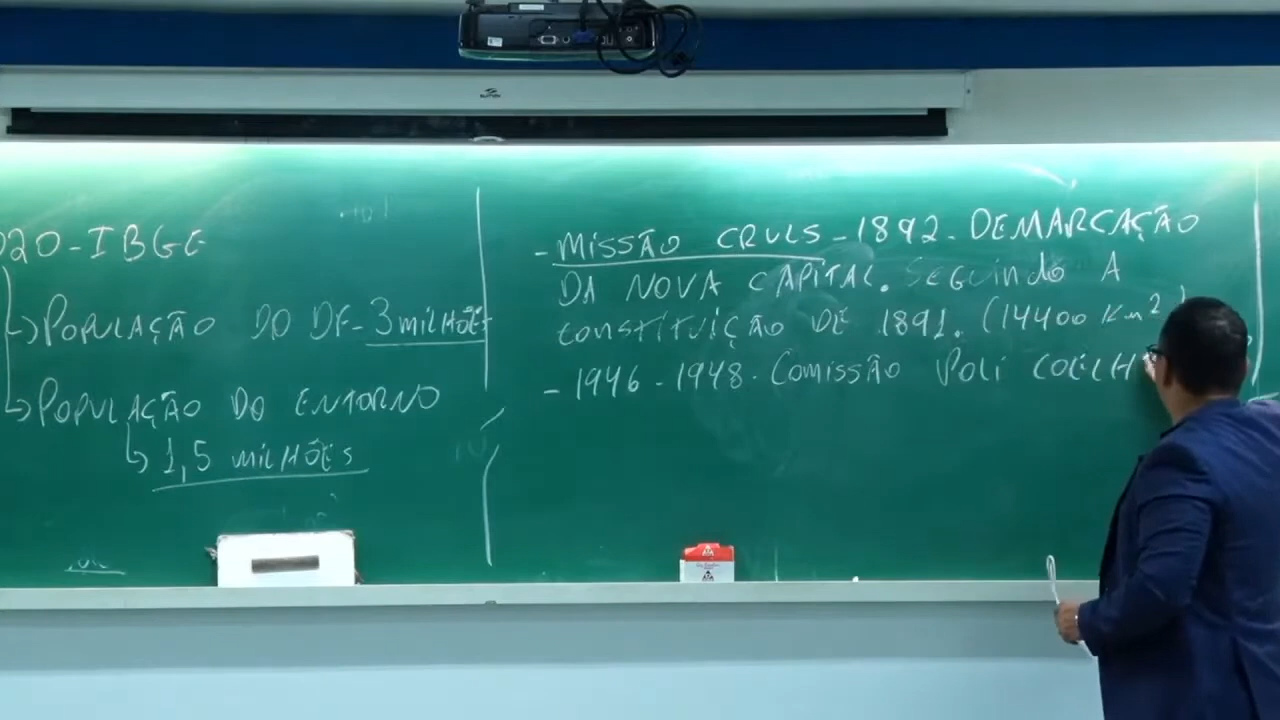 020-IBGE
↳POPULAÇÃO DO DF-3 milHÕES
↳POPULAÇÃO DO ENTORNO
↳1,5 milHÕES
- MISSÃO CRULS - 1892. DEMARCAÇÃO
DA NOVA CAPITAL. Seguindo A
constituição DE 1891. (14400 Km²)
- 1946 - 1948. Comissão Poli COELH